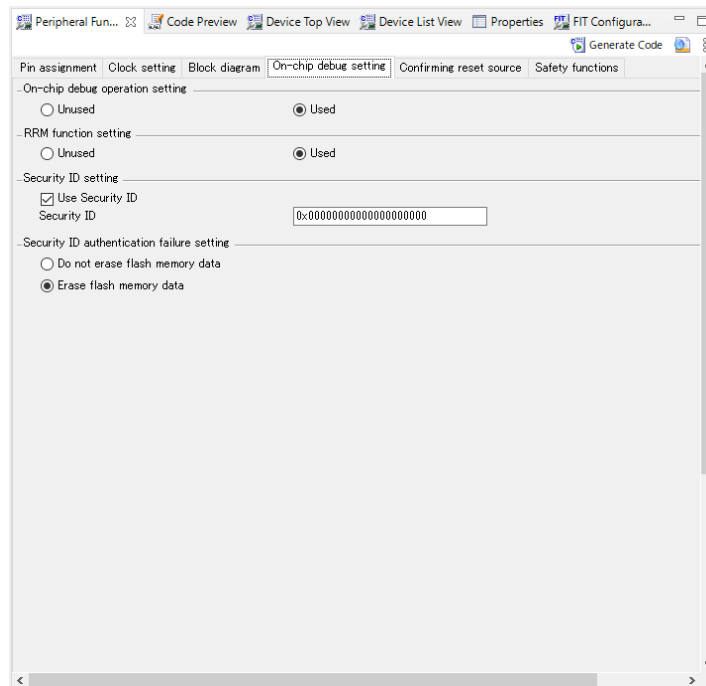 Peripheral Fun... Code Preview Device Top View Device List View Properties FIT Configura...
Generate Code
Pin assignment Clock setting Block diagram On-chip debug setting Confirming reset source Safety functions
On-chip debug operation setting
Unused Used
RRM function setting
Unused Used
Security ID setting
Use Security ID
Security ID 0x00000000000000000000
Security ID authentication failure setting
Do not erase flash memory data
Erase flash memory data